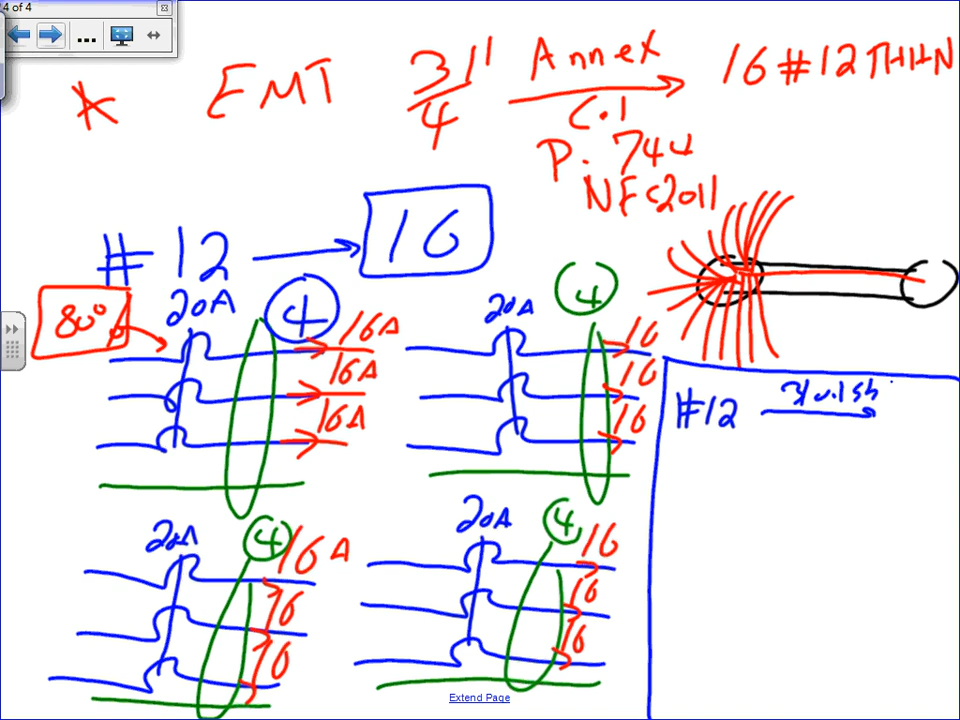 4 of 4
...
EMT 3/4" Annex C.1 16 #12 THHN
P. 744
NEC2011
#12 16
80°
20A 4 16A
16A
16A
20A 4 16
16
16
#12
20A 4 16A
16
16
20A 4 16
16
16
Extend Page